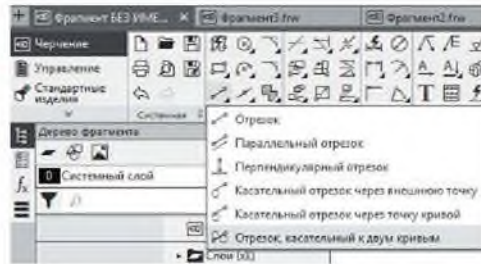 Фрагмент БЕЗ ИМЕ...
Фрагмент3.frw
Фрагмент2.frw
Черчение
Управление
Стандартные
изделия
Системная
Отрезок
Параллельный отрезок
Перпендикулярный отрезок
Касательный отрезок через внешнюю точку
Касательный отрезок через точку кривой
Отрезок, касательный к двум кривым
Дерево фрагмента
0 Системный слой
Слои